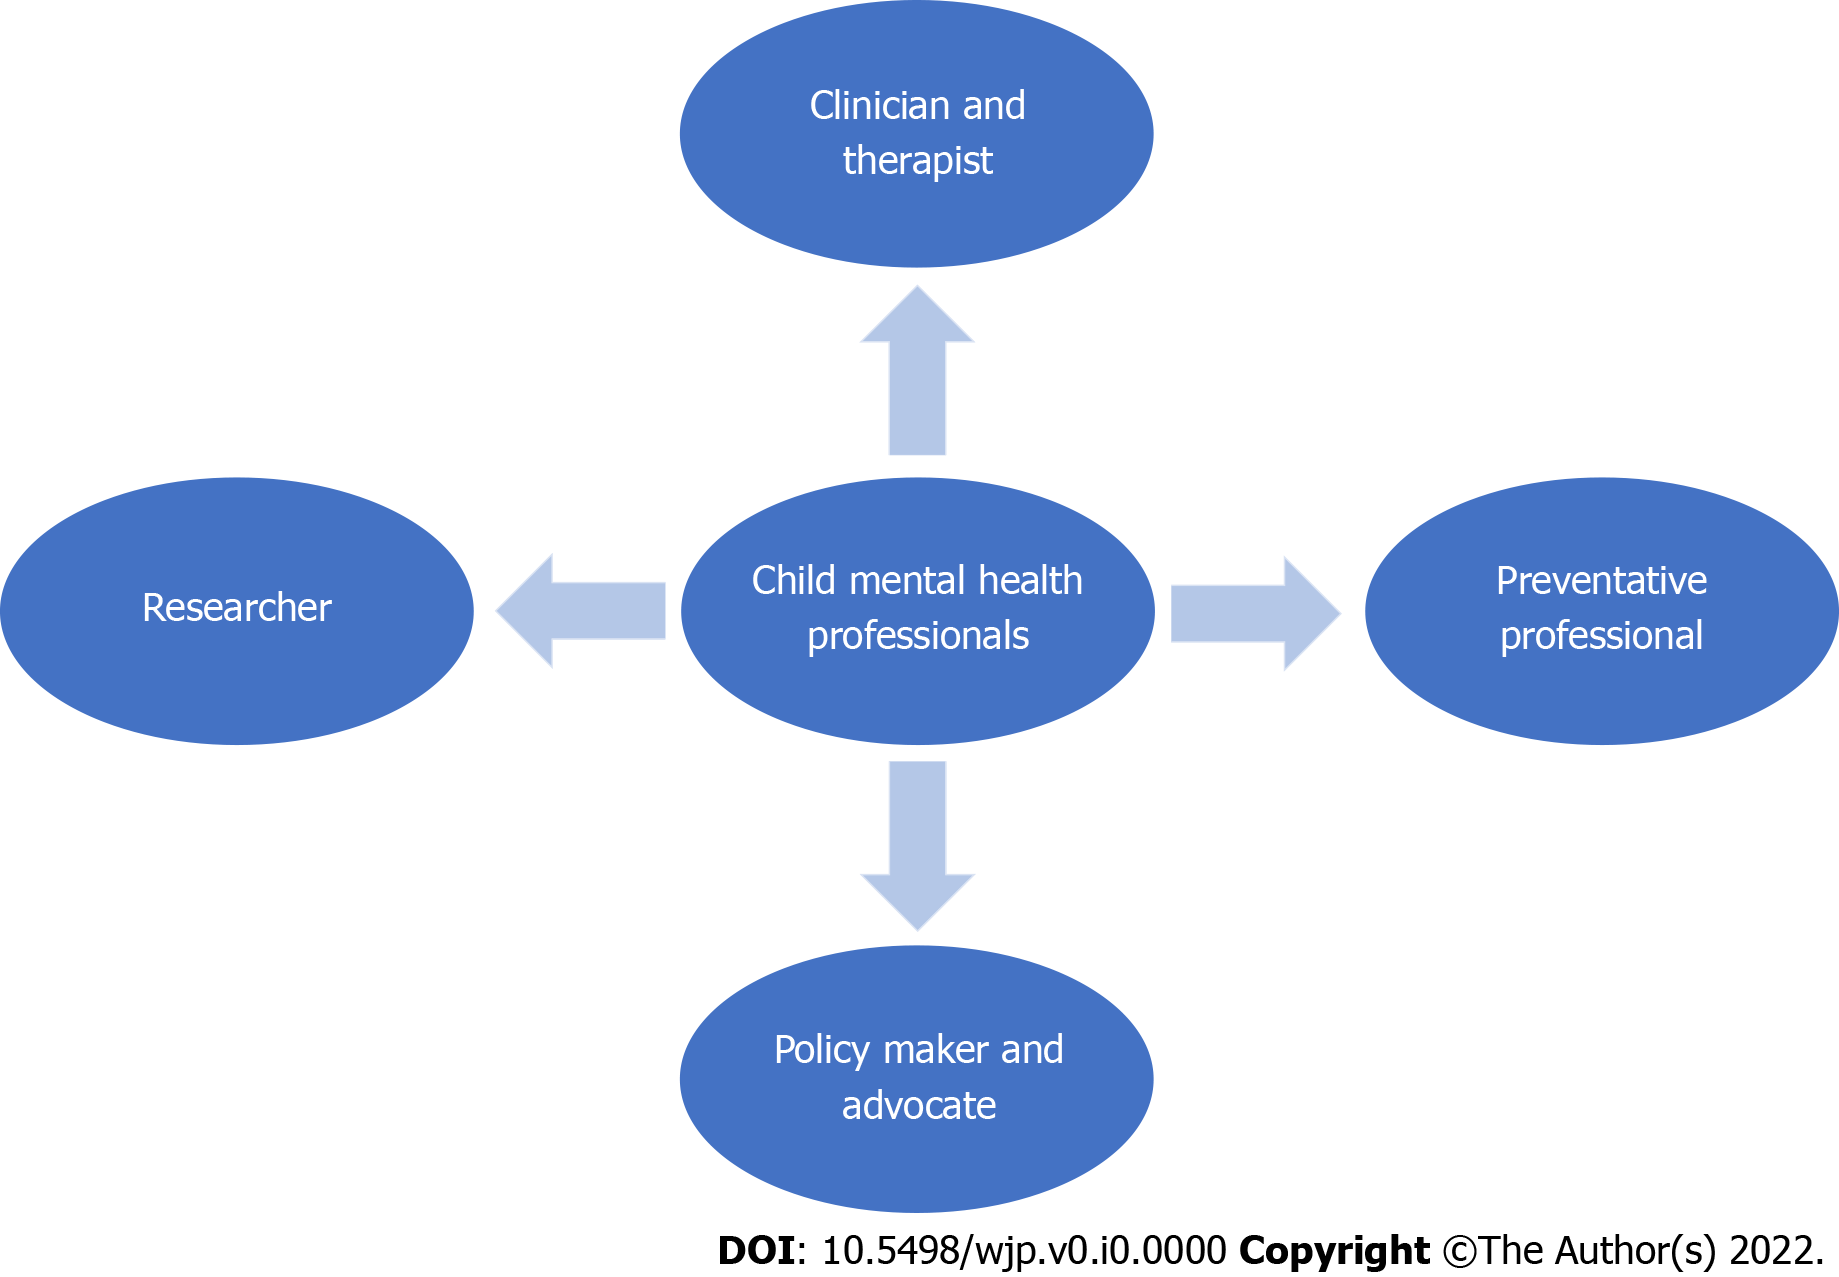 Clinician and
therapist
Researcher
Child mental health
professionals
Preventative
professional
Policy maker and
advocate
DOI: 10.5498/wjp.v0.i0.0000 Copyright ©The Author(s) 2022.